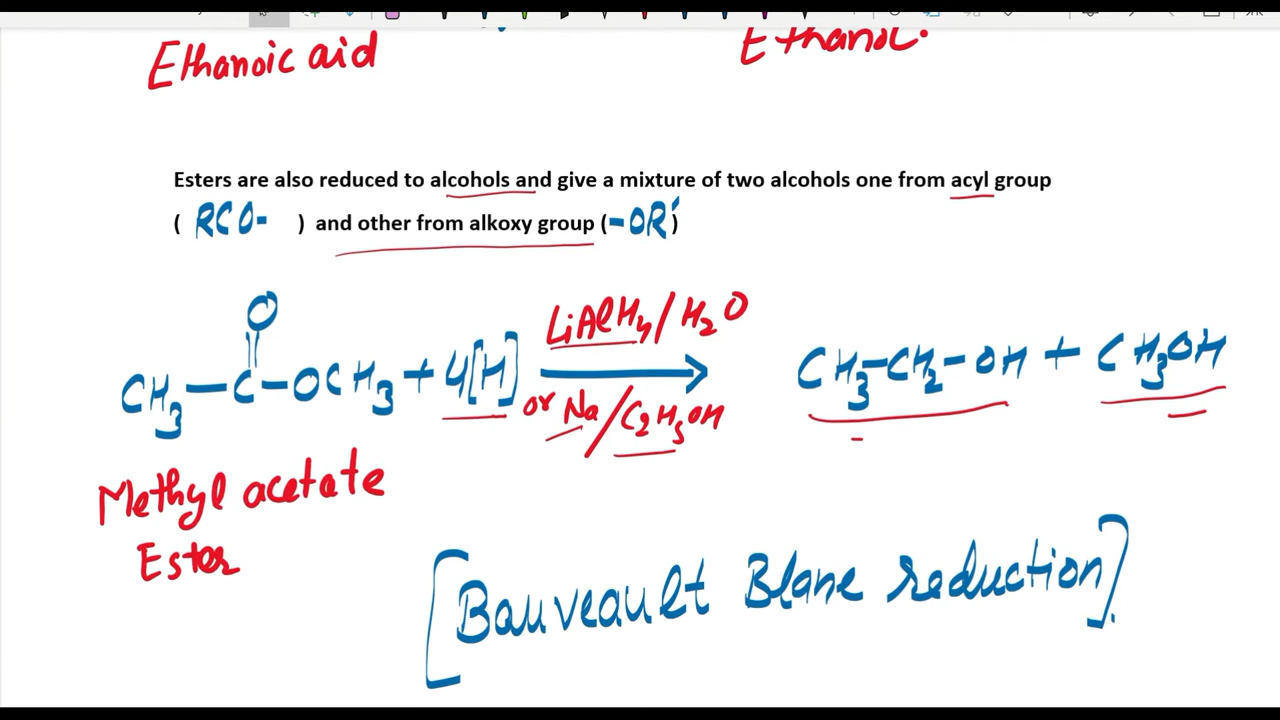 Ethanoic aid
Ethanol.
Esters are also reduced to alcohols and give a mixture of two alcohols one from acyl group
( RCO- ) and other from alkoxy group (-OR')
O
CH3-C-OCH3 + 4[H]
LiAlH4/H2O
or Na/C2H5OH
CH3-CH2-OH + CH3OH
Methyl acetate
Ester
[Bauveault Blane reduction].